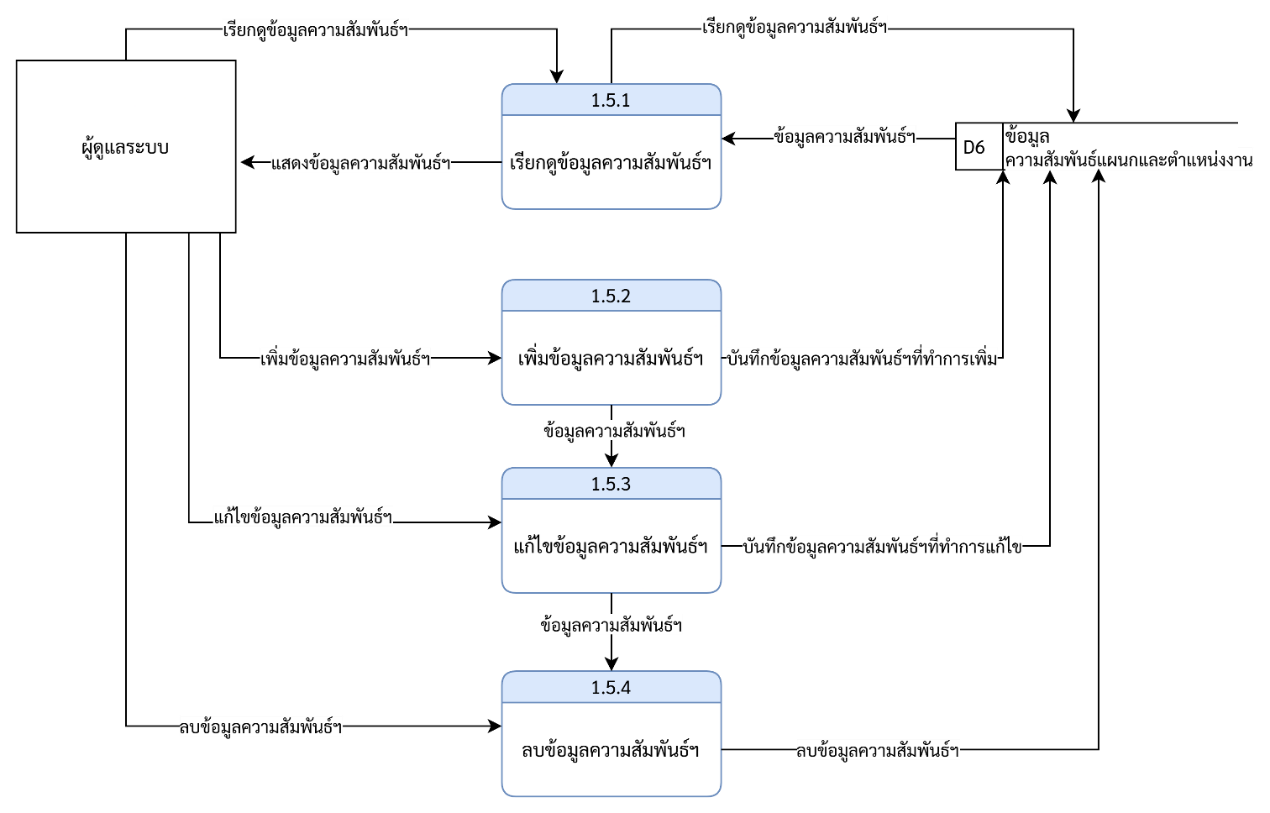 เรียกดูข้อมูลความสัมพันธ์ฯ
เรียกดูข้อมูลความสัมพันธ์ฯ
1.5.1
ผู้ดูแลระบบ
ข้อมูลความสัมพันธ์ฯ
D6
ข้อมูล
ความสัมพันธ์แผนกและตำแหน่งงาน
แสดงข้อมูลความสัมพันธ์ฯ
เรียกดูข้อมูลความสัมพันธ์ฯ
1.5.2
เพิ่มข้อมูลความสัมพันธ์ฯ
เพิ่มข้อมูลความสัมพันธ์ฯ
บันทึกข้อมูลความสัมพันธ์ฯที่ทำการเพิ่ม
ข้อมูลความสัมพันธ์ฯ
1.5.3
แก้ไขข้อมูลความสัมพันธ์ฯ
แก้ไขข้อมูลความสัมพันธ์ฯ
บันทึกข้อมูลความสัมพันธ์ฯที่ทำการแก้ไข
ข้อมูลความสัมพันธ์ฯ
1.5.4
ลบข้อมูลความสัมพันธ์ฯ
ลบข้อมูลความสัมพันธ์ฯ
ลบข้อมูลความสัมพันธ์ฯ